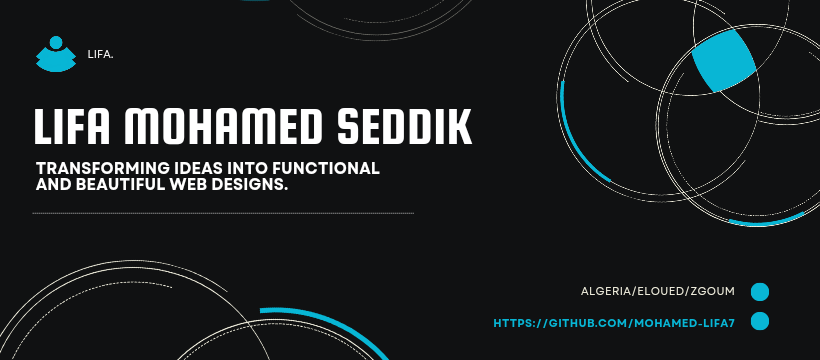 LIFA.
LIFA MOHAMED SEDDIK
TRANSFORMING IDEAS INTO FUNCTIONAL
AND BEAUTIFUL WEB DESIGNS.
ALGERIA/ELOUED/ZGOUM
HTTPS://GITHUB.COM/MOHAMED-LIFA7